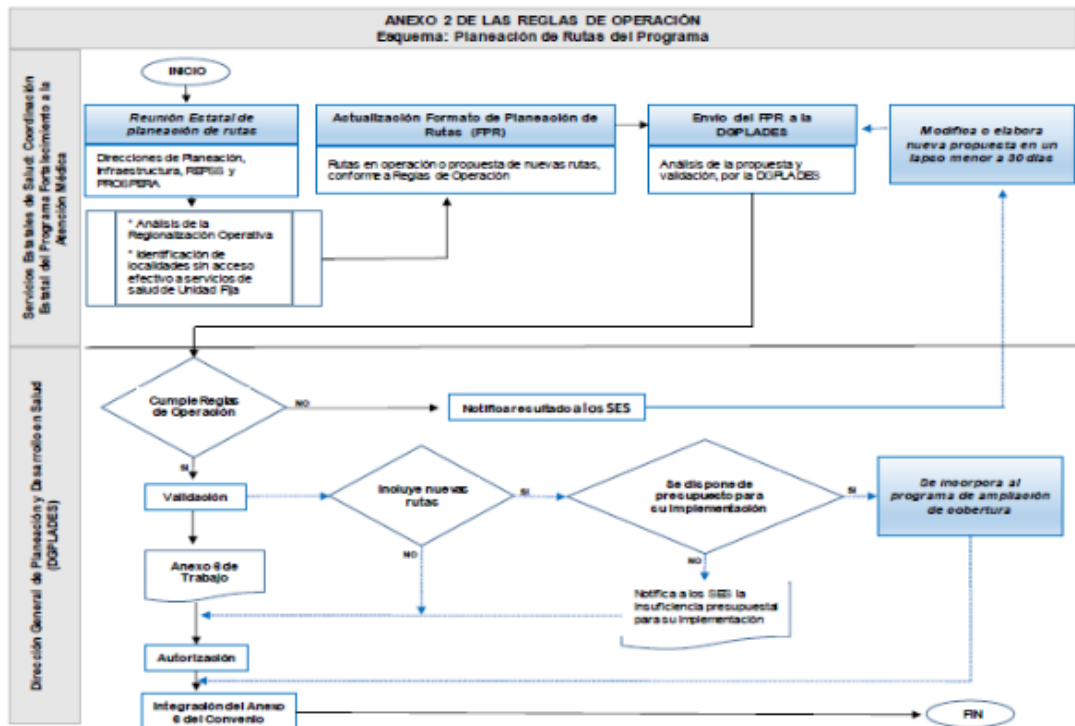 ANEXO 2 DE LAS REGLAS DE OPERACIÓN
Esquema: Planeación de Rutas del Programa
Servicios Estatales de Salud: Coordinación
Estatal del Programa Fortalecimiento a la
Atención Médica
INICIO
Reunión Estatal de
planeación de rutas
Direcciones de Planeación,
Infraestructura, REPSS y
PROSPERA
* Análisis de la
Regionalización Operativa
* Identificación de
localidades sin acceso
efectivo a servicios de
salud de Unidad Fija
Actualización Formato de Planeación de
Rutas (FPR)
Rutas en operación o propuesta de nuevas rutas,
conforme a Reglas de Operación
Envío del FPR a la
DGPLADES
Análisis de la propuesta y
validación, por la DGPLADES
Modifica o elabora
nueva propuesta en un
lapso menor a 30 días
Dirección General de Planeación y Desarrollo en Salud
(DGPLADES)
Cumple Reglas
de Operación
NO
Notifica resultado a los SES
SI
Validación
Incluye nuevas
rutas
SI
Se dispone de
presupuesto para
su implementación
SI
Se incorpora al
programa de ampliación
de cobertura
NO
NO
Anexo 6 de
Trabajo
Notifica a los SES la
insuficiencia presupuestal
para su implementación
Autorización
Integración del Anexo
6 del Convenio
FIN